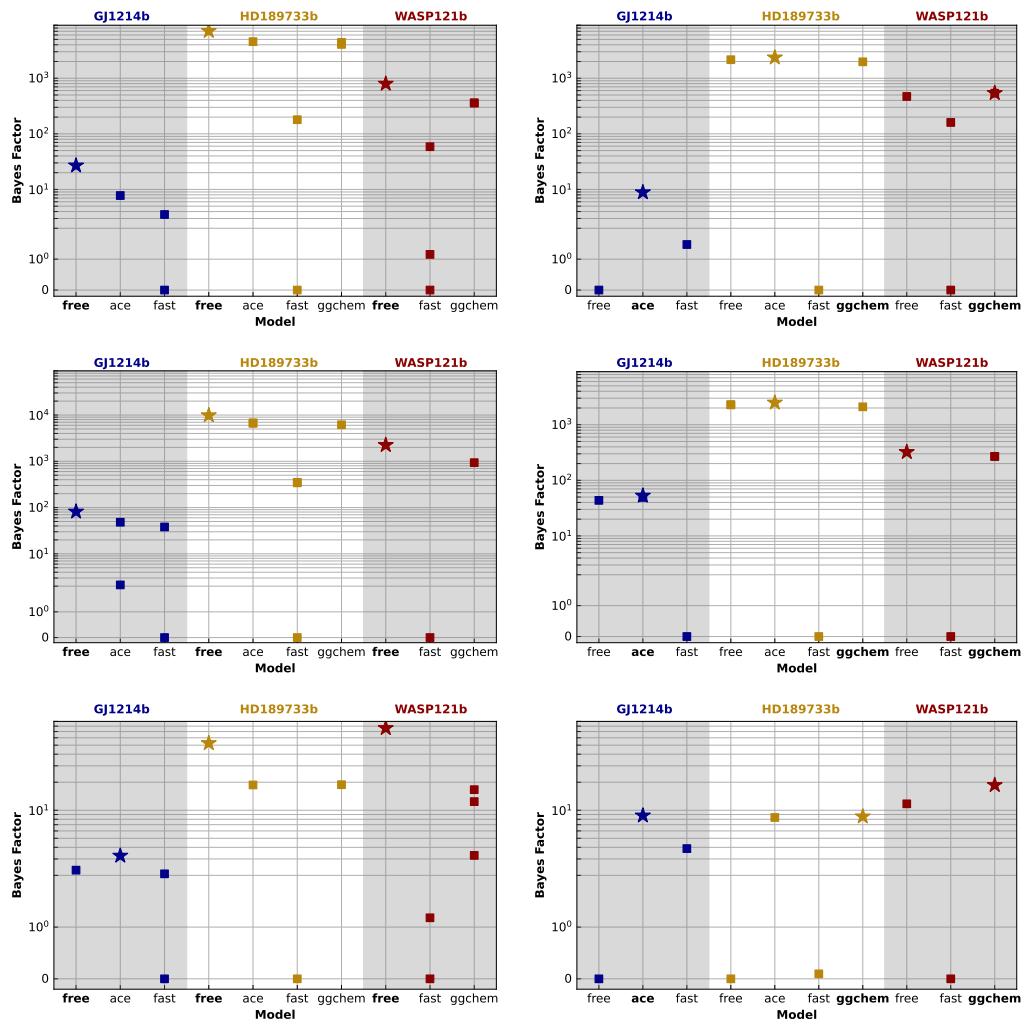 GJ1214b HD189733b WASP121b
Bayes Factor
10³
10²
10¹
10⁰
0
free ace fast free ace fast ggchem free fast ggchem
Model
GJ1214b HD189733b WASP121b
Bayes Factor
10³
10²
10¹
10⁰
0
free ace fast free ace fast ggchem free fast ggchem
Model
GJ1214b HD189733b WASP121b
Bayes Factor
10⁴
10³
10²
10¹
10⁰
0
free ace fast free ace fast ggchem free fast ggchem
Model
GJ1214b HD189733b WASP121b
Bayes Factor
10³
10²
10¹
10⁰
0
free ace fast free ace fast ggchem free fast ggchem
Model
GJ1214b HD189733b WASP121b
Bayes Factor
10¹
10⁰
0
free ace fast free ace fast ggchem free fast ggchem
Model
GJ1214b HD189733b WASP121b
Bayes Factor
10¹
10⁰
0
free ace fast free ace fast ggchem free fast ggchem
Model